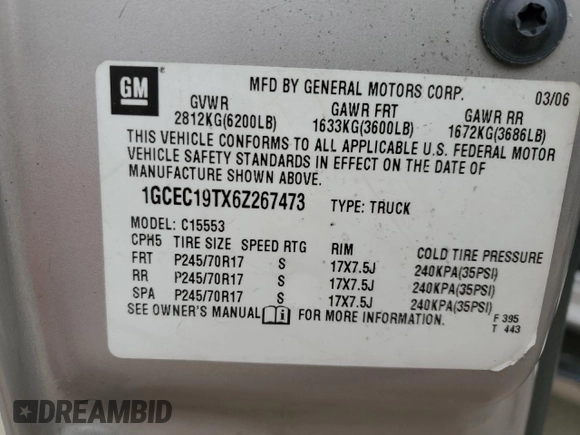 GM
MFD BY GENERAL MOTORS CORP. 03/06
GVWR GAWR FRT GAWR RR
2812KG(6200LB) 1633KG(3600LB) 1672KG(3686LB)
THIS VEHICLE CONFORMS TO ALL APPLICABLE U.S. FEDERAL MOTOR
VEHICLE SAFETY STANDARDS IN EFFECT ON THE DATE OF
MANUFACTURE SHOWN ABOVE.
1GCEC19TX6Z267473 TYPE: TRUCK
MODEL: C15553
CPH5 TIRE SIZE SPEED RTG RIM COLD TIRE PRESSURE
FRT P245/70R17 S 17X7.5J 240KPA(35PSI)
RR P245/70R17 S 17X7.5J 240KPA(35PSI)
SPA P245/70R17 S 17X7.5J 240KPA(35PSI)
SEE OWNER'S MANUAL FOR MORE INFORMATION. F 395
T 443
DREAMBID